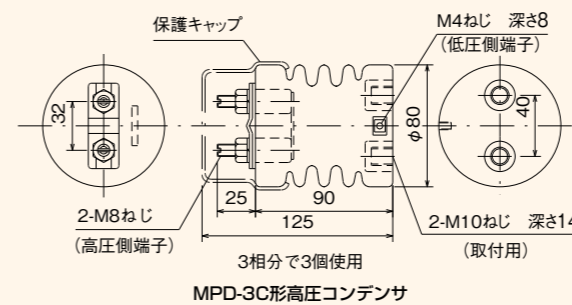 保護キャップ
M4ねじ 深さ8
(低圧側端子)
32
φ80
40
25
90
125
2-M8ねじ
(高圧側端子)
2-M10ねじ 深さ14
(取付用)
3相分で3個使用
MPD-3C形高圧コンデンサ